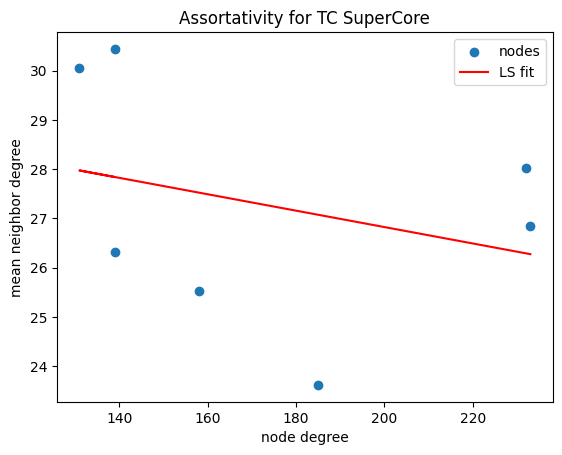 Assortativity for TC SuperCore
nodes
LS fit
mean neighbor degree
30
29
28
27
26
25
24
140
160
180
200
220
node degree